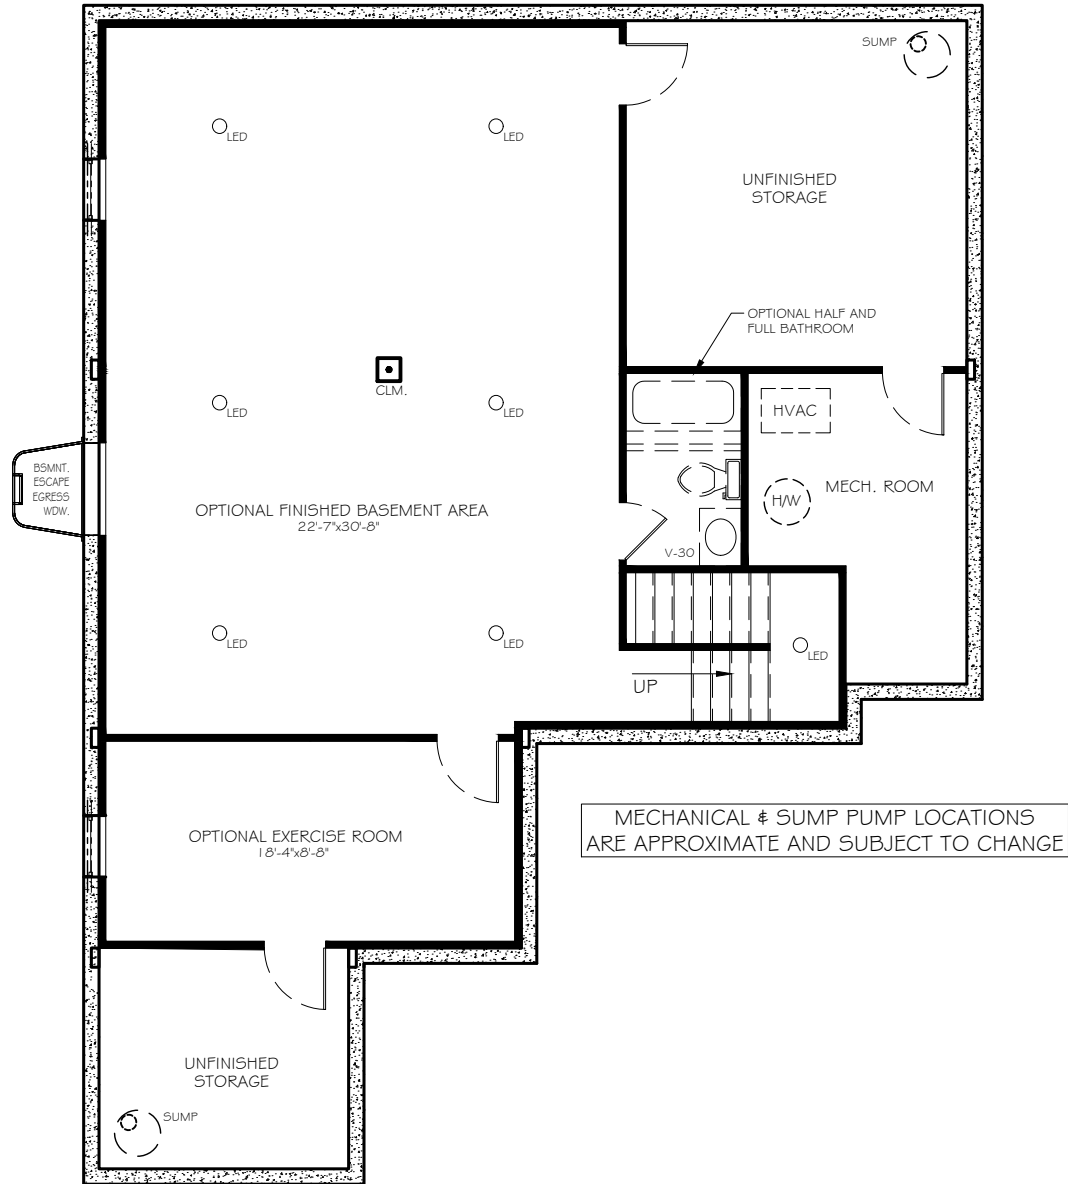 SUMP
LED
LED
UNFINISHED
STORAGE
OPTIONAL HALF AND
FULL BATHROOM
CLM.
LED
LED
HVAC
BSMNT.
ESCAPE
EGRESS
WDW.
MECH. ROOM
H/W
OPTIONAL FINISHED BASEMENT AREA
22'-7"x30'-8"
V-30
LED
LED
LED
UP
MECHANICAL & SUMP PUMP LOCATIONS
ARE APPROXIMATE AND SUBJECT TO CHANGE
OPTIONAL EXERCISE ROOM
18'-4"x8'-8"
UNFINISHED
STORAGE
SUMP